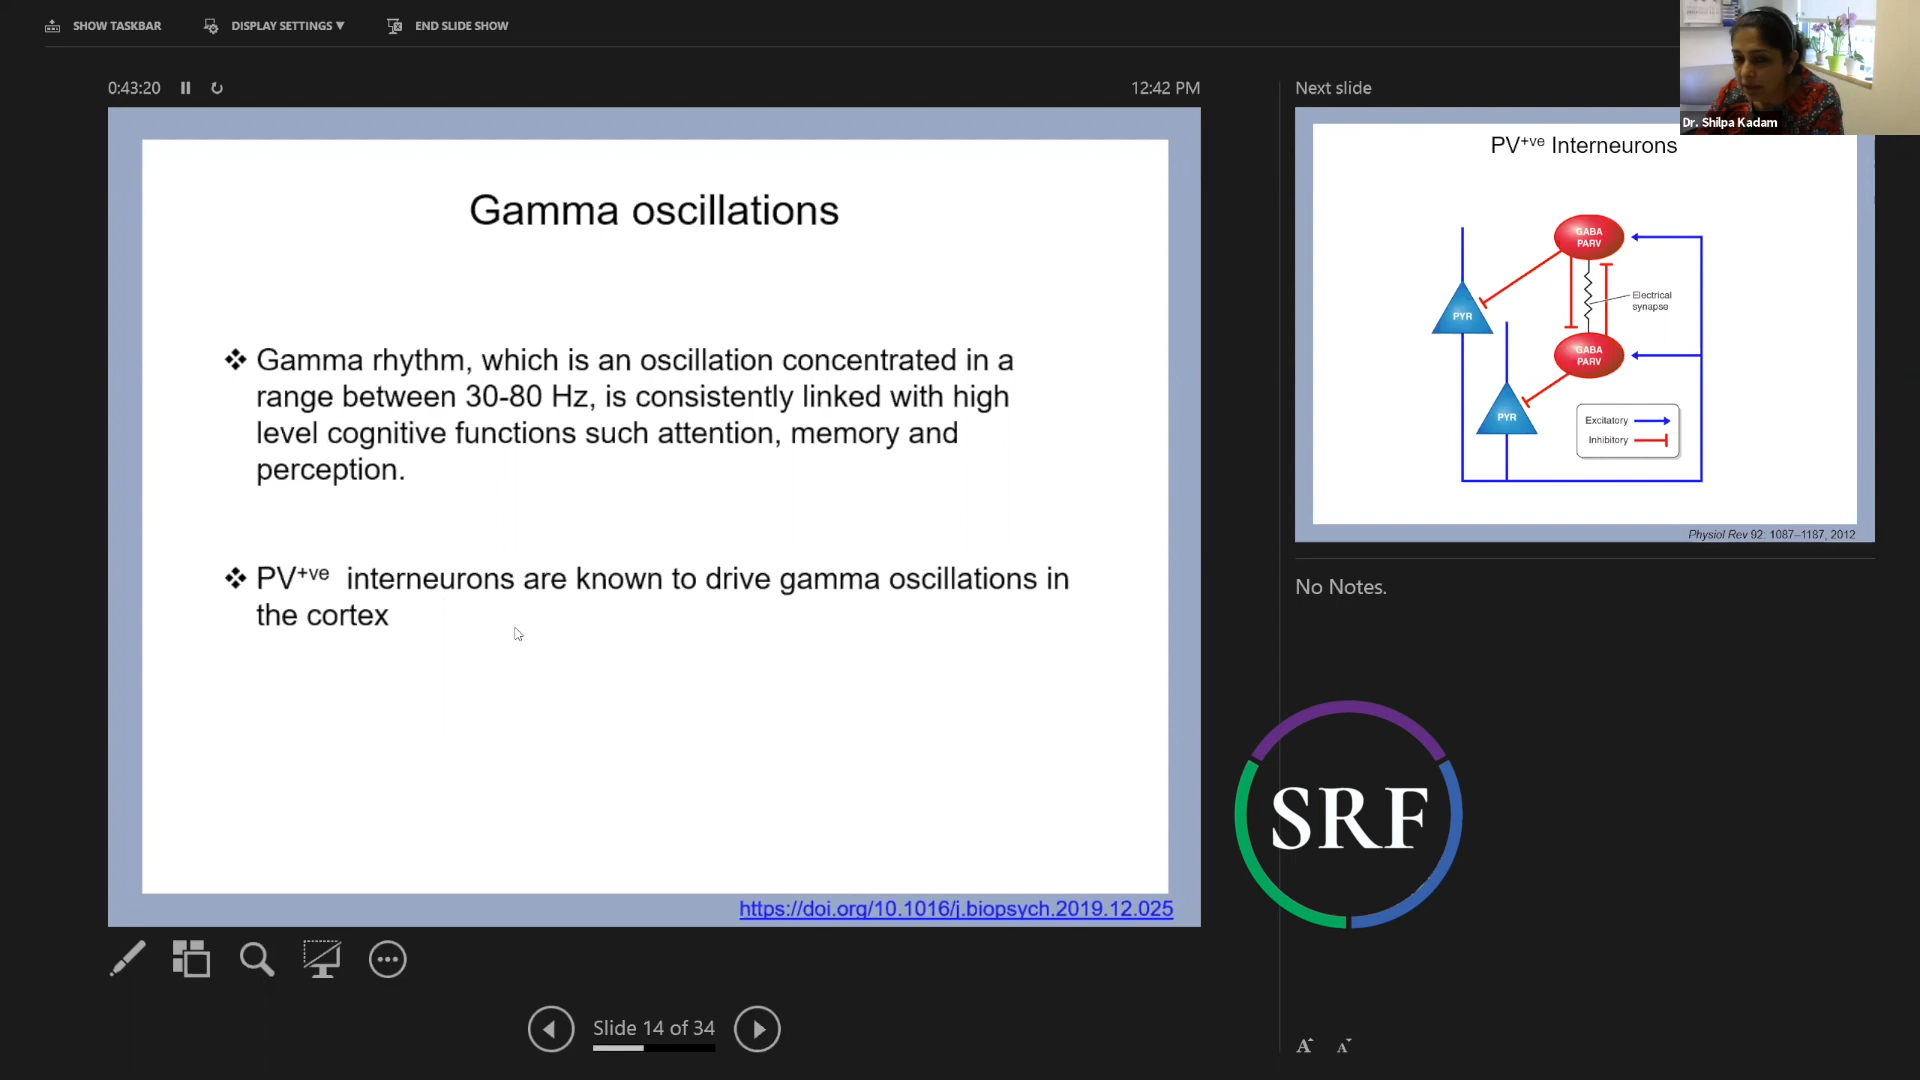 SHOW TASKBAR
DISPLAY SETTINGS ▼
END SLIDE SHOW
0:43:20
12:42 PM
Gamma oscillations
❖ Gamma rhythm, which is an oscillation concentrated in a
range between 30-80 Hz, is consistently linked with high
level cognitive functions such attention, memory and
perception.
❖ PV+ve interneurons are known to drive gamma oscillations in
the cortex
https://doi.org/10.1016/j.biopsych.2019.12.025
Slide 14 of 34
Next slide
Dr. Shilpa Kadam
PV+ve Interneurons
GABA
PARV
Electrical
synapse
PYR
GABA
PARV
PYR
Excitatory
Inhibitory
Physiol Rev 92: 1087–1187, 2012
No Notes.
SRF
A A